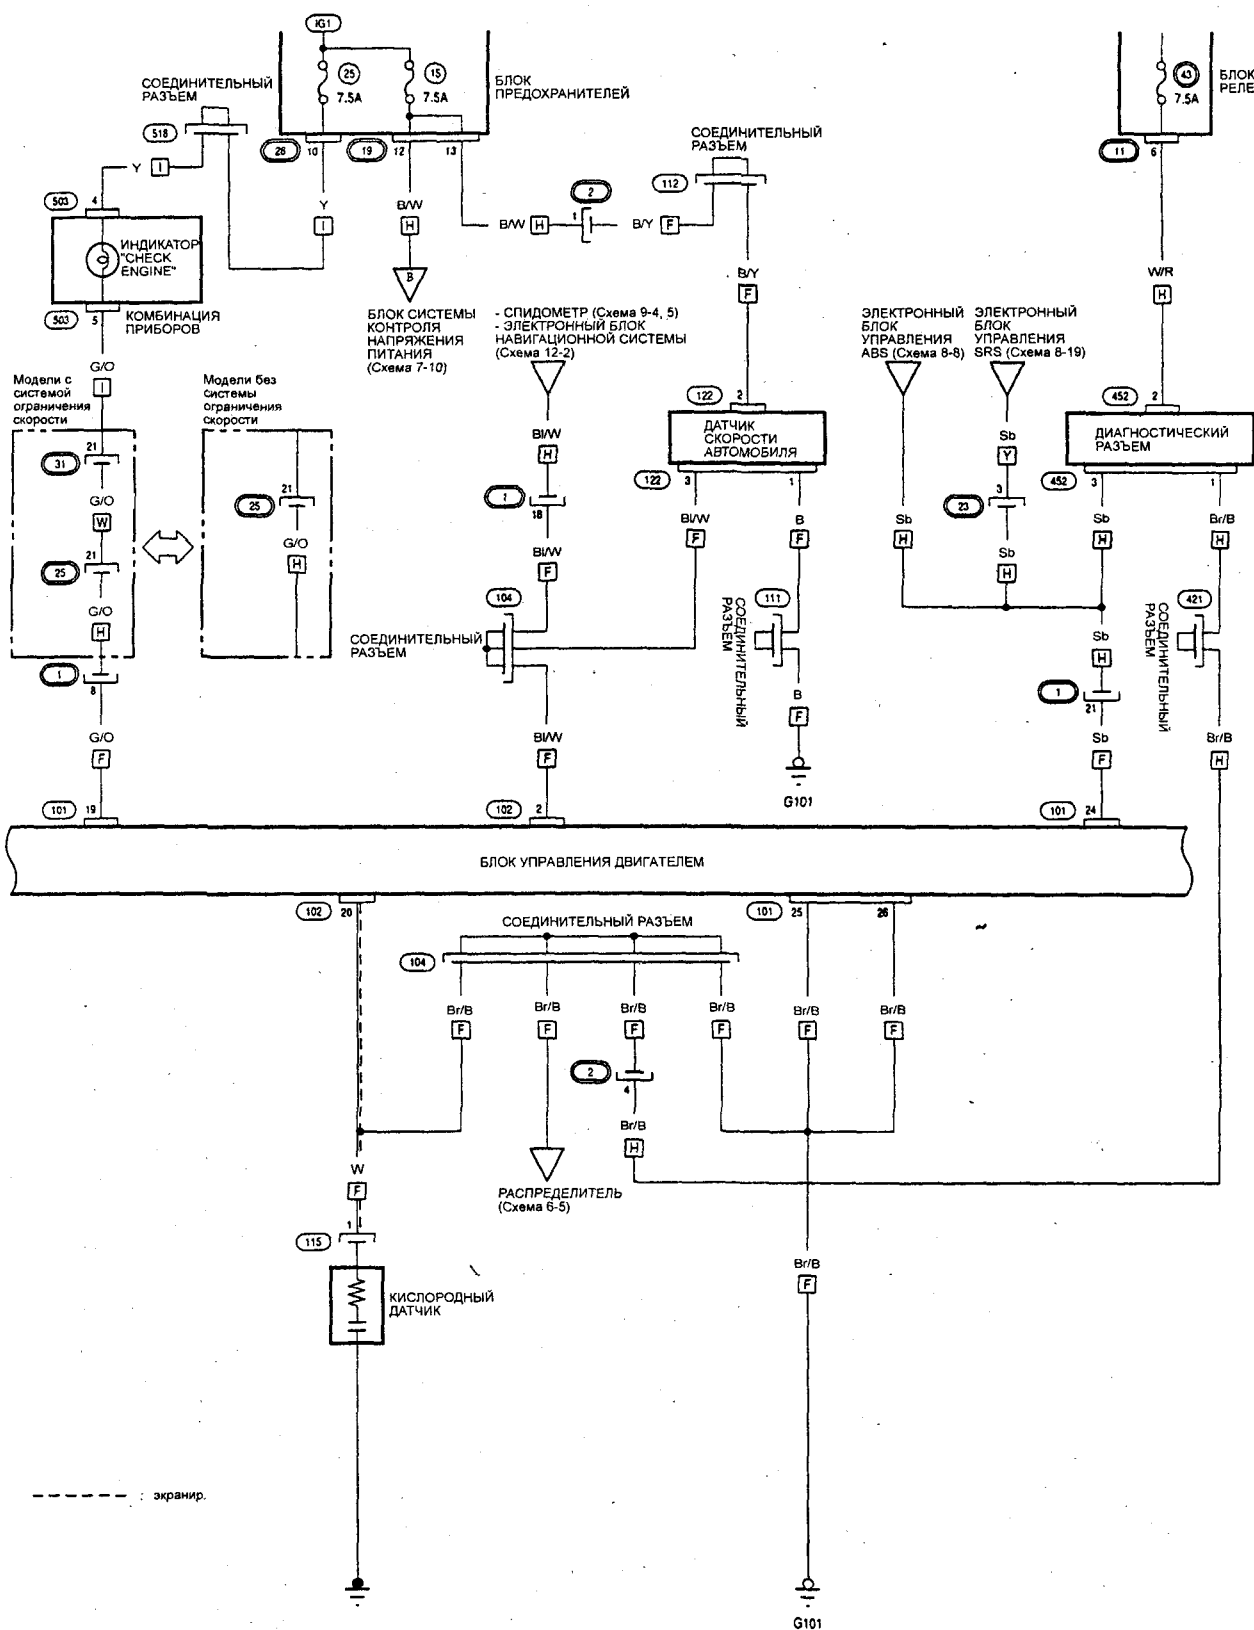 IG1
25
7.5A
15
7.5A
БЛОК
ПРЕДОХРАНИТЕЛЕЙ
43
7.5A
БЛОК
РЕЛЕ
СОЕДИНИТЕЛЬНЫЙ
РАЗЪЕМ
518
28
10
19
12
13
СОЕДИНИТЕЛЬНЫЙ
РАЗЪЕМ
112
11
6
Y
I
503
4
Y
I
B/W
H
B/W
H
2
1
B/Y
F
ИНДИКАТОР
"CHECK
ENGINE"
B
B/Y
F
W/R
H
503
5
КОМБИНАЦИЯ
ПРИБОРОВ
БЛОК СИСТЕМЫ
КОНТРОЛЯ
НАПРЯЖЕНИЯ
ПИТАНИЯ
(Схема 7-10)
- СПИДОМЕТР (Схема 9-4, 5)
- ЭЛЕКТРОННЫЙ БЛОК
НАВИГАЦИОННОЙ СИСТЕМЫ
(Схема 12-2)
ЭЛЕКТРОННЫЙ
БЛОК
УПРАВЛЕНИЯ
ABS (Схема 8-8)
ЭЛЕКТРОННЫЙ
БЛОК
УПРАВЛЕНИЯ
SRS (Схема 8-19)
G/O
I
Модели с
системой
ограничения
скорости
Модели без
системы
ограничения
скорости
122
2
ДАТЧИК
СКОРОСТИ
АВТОМОБИЛЯ
122
3
1
452
2
ДИАГНОСТИЧЕСКИЙ
РАЗЪЕМ
452
3
1
31
21
G/O
W
25
21
G/O
H
25
21
G/O
H
Bl/W
H
1
18
Bl/W
F
Bl/W
F
B
F
Sb
H
Sb
Y
23
3
Sb
H
Sb
H
Br/B
H
104
СОЕДИНИТЕЛЬНЫЙ
РАЗЪЕМ
111
СОЕДИНИТЕЛЬНЫЙ
РАЗЪЕМ
421
СОЕДИНИТЕЛЬНЫЙ
РАЗЪЕМ
1
8
B
F
Sb
H
1
21
G/O
F
Bl/W
F
G101
Sb
F
Br/B
H
101
19
102
2
101
24
БЛОК УПРАВЛЕНИЯ ДВИГАТЕЛЕМ
102
20
СОЕДИНИТЕЛЬНЫЙ РАЗЪЕМ
101
25
26
104
Br/B
F
Br/B
F
Br/B
F
Br/B
F
Br/B
F
Br/B
F
2
4
Br/B
H
W
F
РАСПРЕДЕЛИТЕЛЬ
(Схема 6-5)
115
1
Br/B
F
КИСЛОРОДНЫЙ
ДАТЧИК
: экранир.
G101